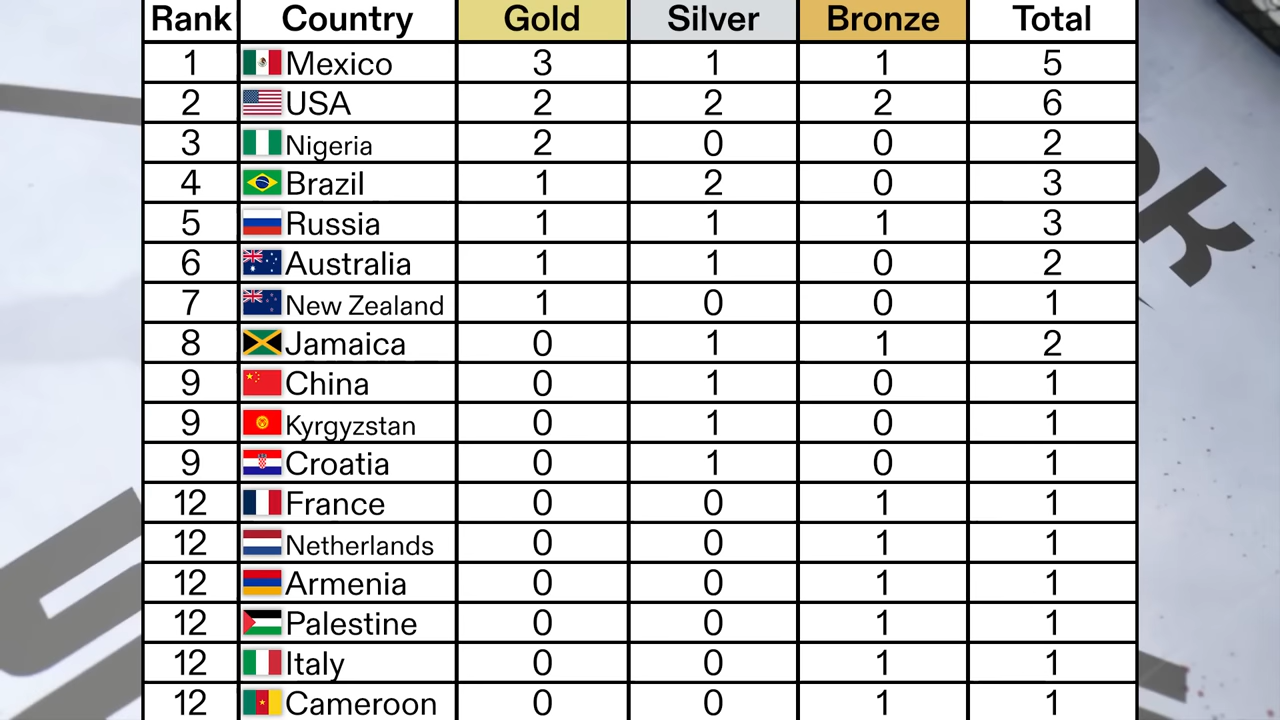 Rank Country Gold Silver Bronze Total
1 Mexico 3 1 1 5
2 USA 2 2 2 6
3 Nigeria 2 0 0 2
4 Brazil 1 2 0 3
5 Russia 1 1 1 3
6 Australia 1 1 0 2
7 New Zealand 1 0 0 1
8 Jamaica 0 1 1 2
9 China 0 1 0 1
9 Kyrgyzstan 0 1 0 1
9 Croatia 0 1 0 1
12 France 0 0 1 1
12 Netherlands 0 0 1 1
12 Armenia 0 0 1 1
12 Palestine 0 0 1 1
12 Italy 0 0 1 1
12 Cameroon 0 0 1 1